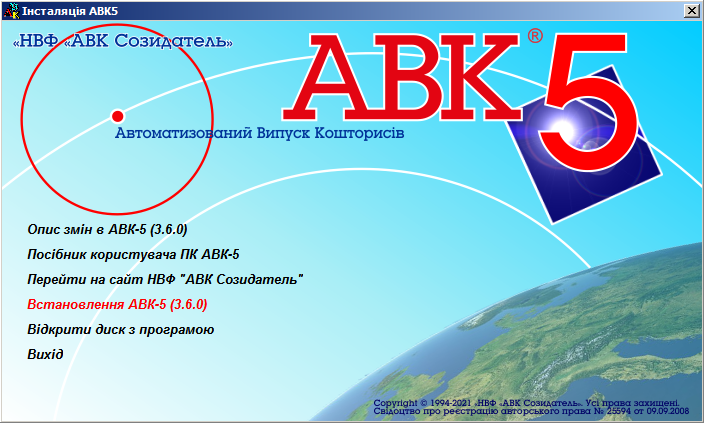 Інсталяція АВК5
«НВФ «АВК Созидатель»
АВК®5
Автоматизований Випуск Кошторисів
Опис змін в АВК-5 (3.6.0)
Посібник користувача ПК АВК-5
Перейти на сайт НВФ "АВК Созидатель"
Встановлення АВК-5 (3.6.0)
Відкрити диск з програмою
Вихід
Copyright © 1994-2021 «НВФ «АВК Созидатель». Усі права захищені.
Свідоцтво про реєстрацію авторського права № 25594 от 09.09.2008